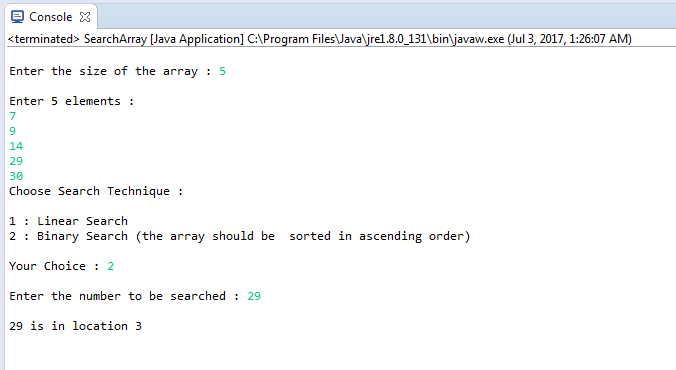 Console
<terminated> SearchArray [Java Application] C:\Program Files\Java\jre1.8.0_131\bin\javaw.exe (Jul 3, 2017, 1:26:07 AM)
Enter the size of the array : 5
Enter 5 elements :
7
9
14
29
30
Choose Search Technique :
1 : Linear Search
2 : Binary Search (the array should be  sorted in ascending order)
Your Choice : 2
Enter the number to be searched : 29
29 is in location 3